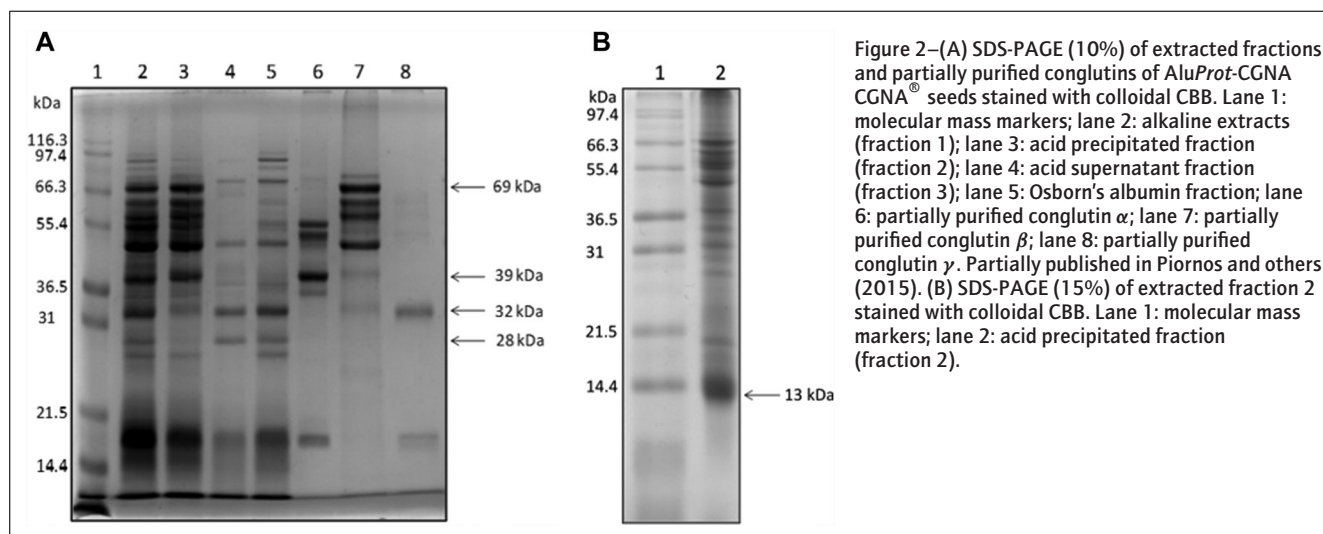 A
1 2 3 4 5 6 7 8
kDa
116.3
97.4
66.3
55.4
36.5
31
21.5
14.4
69 kDa
39 kDa
32 kDa
28 kDa
B
1 2
kDa
97.4
66.3
55.4
36.5
31
21.5
14.4
13 kDa
Figure 2–(A) SDS-PAGE (10%) of extracted fractions
and partially purified conglutins of AluProt-CGNA
CGNA® seeds stained with colloidal CBB. Lane 1:
molecular mass markers; lane 2: alkaline extracts
(fraction 1); lane 3: acid precipitated fraction
(fraction 2); lane 4: acid supernatant fraction
(fraction 3); lane 5: Osborn's albumin fraction; lane
6: partially purified conglutin α; lane 7: partially
purified conglutin β; lane 8: partially purified
conglutin γ. Partially published in Piornos and others
(2015). (B) SDS-PAGE (15%) of extracted fraction 2
stained with colloidal CBB. Lane 1: molecular mass
markers; lane 2: acid precipitated fraction
(fraction 2).